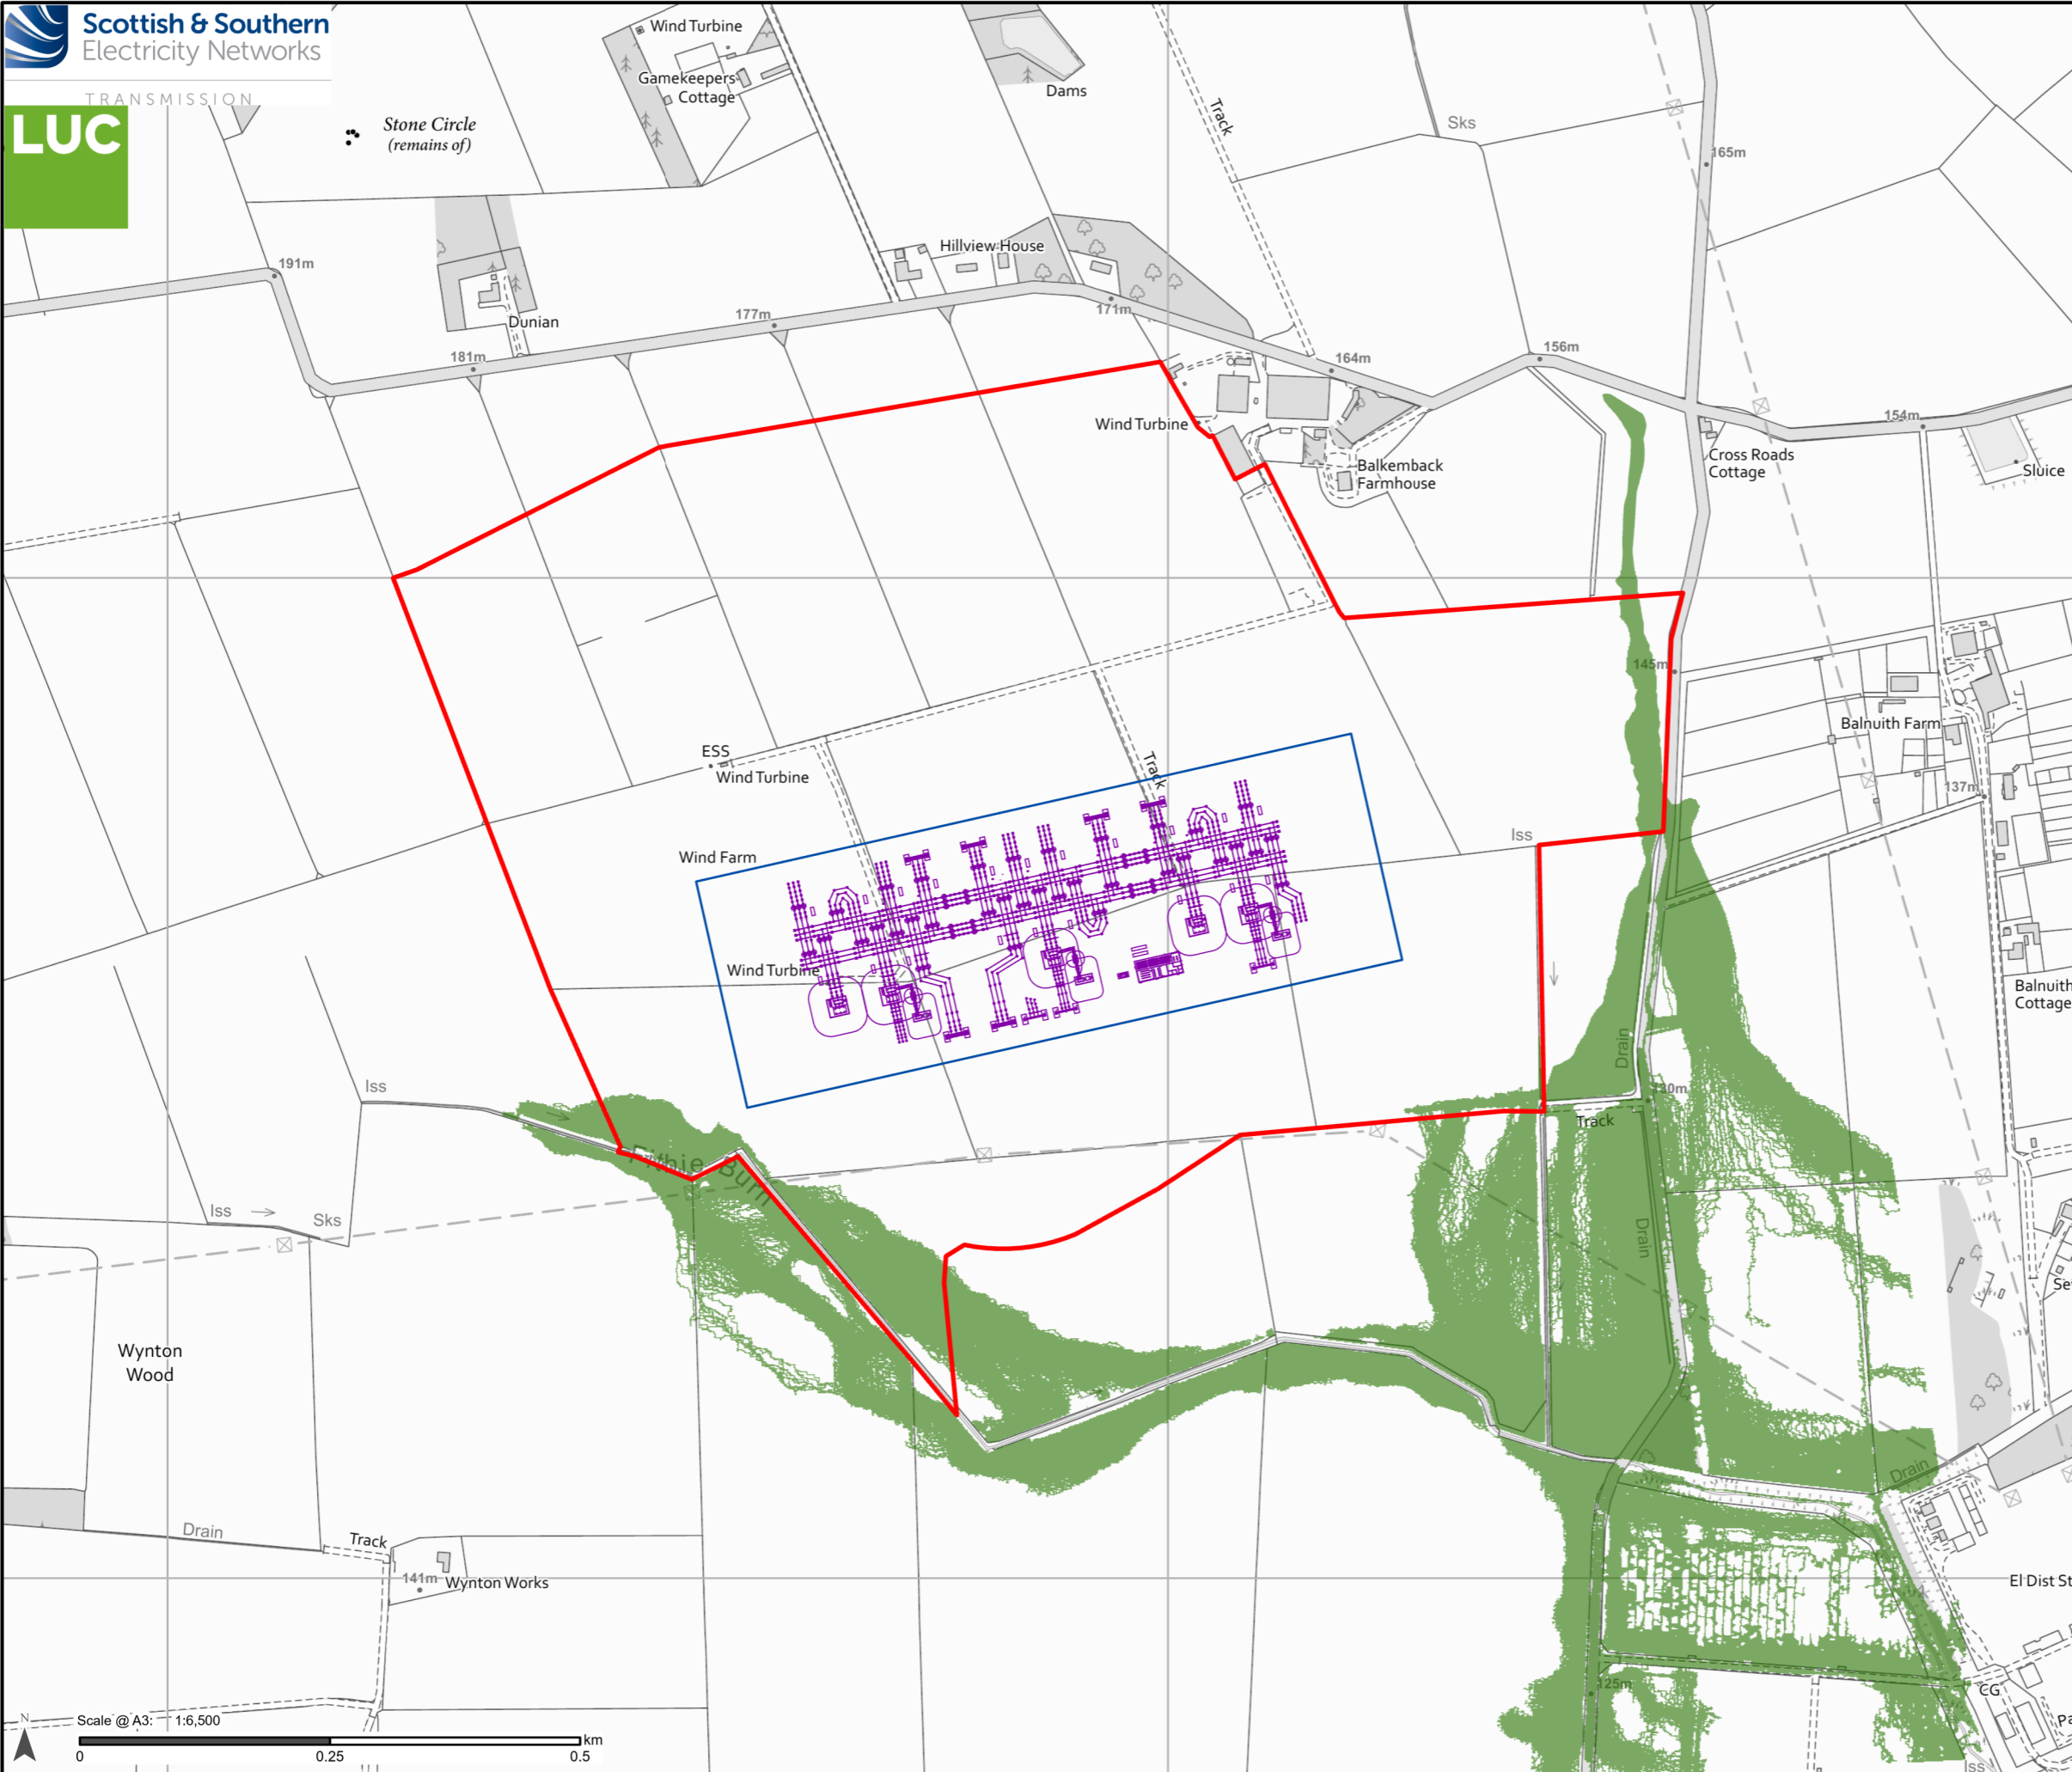 Scottish & Southern
Electricity Networks
TRANSMISSION
LUC
Wind Turbine
Gamekeepers
Cottage
Dams
Track
Sks
165m
Stone Circle
(remains of)
191m
Hillview House
Dunian
177m
171m
181m
164m
156m
154m
Wind Turbine
Balkemback
Farmhouse
Cross Roads
Cottage
Sluice
145m
Balnuith Farm
137m
ESS
Wind Turbine
Track
Iss
Wind Farm
Wind Turbine
Balnuith
Cottage
Drain
Iss
130m
Track
Fithie Burn
Iss
Sks
Drain
Wynton
Wood
Drain
Drain
Track
141m
Wynton Works
El Dist St
125m
CG
Iss
N
Scale @ A3: 1:6,500
km
0
0.25
0.5